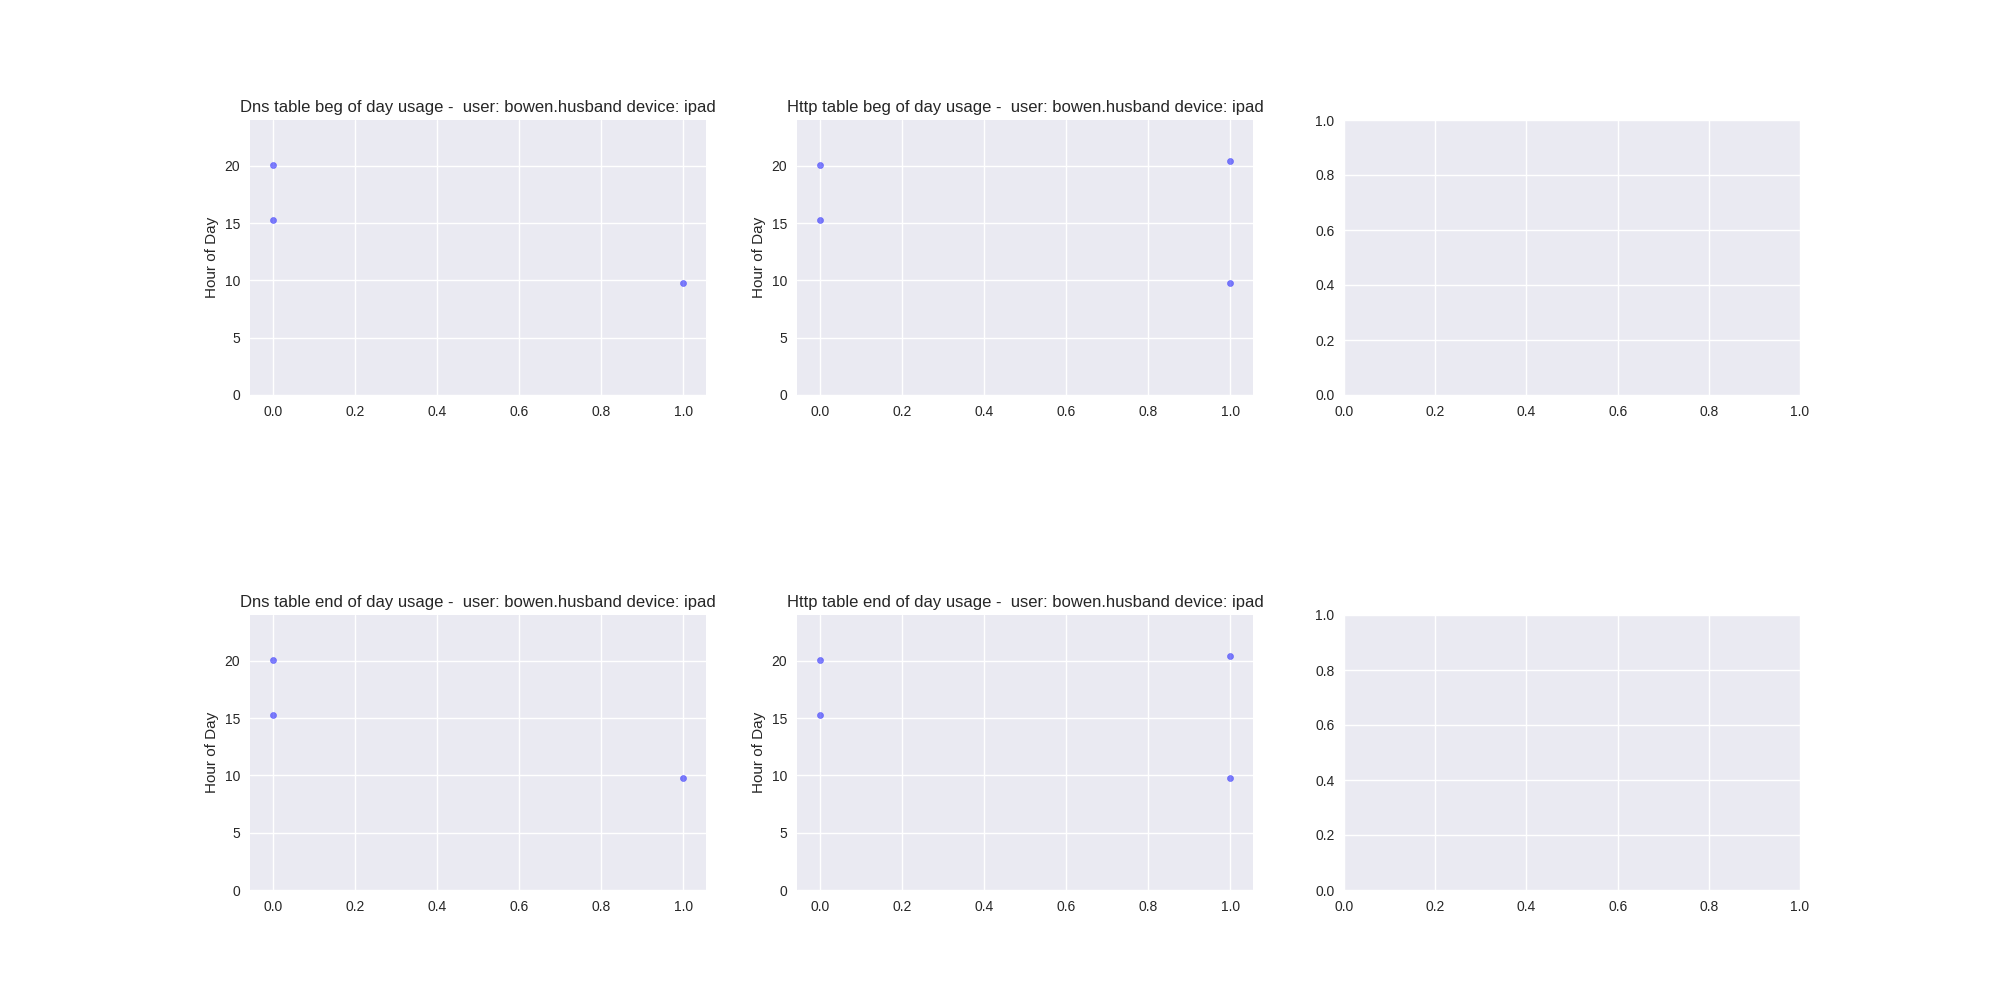 Dns table beg of day usage -  user: bowen.husband device: ipad
Hour of Day
20
15
10
5
0
0.0 0.2 0.4 0.6 0.8 1.0
Http table beg of day usage -  user: bowen.husband device: ipad
Hour of Day
20
15
10
5
0
0.0 0.2 0.4 0.6 0.8 1.0
1.0
0.8
0.6
0.4
0.2
0.0
0.0 0.2 0.4 0.6 0.8 1.0
Dns table end of day usage -  user: bowen.husband device: ipad
Hour of Day
20
15
10
5
0
0.0 0.2 0.4 0.6 0.8 1.0
Http table end of day usage -  user: bowen.husband device: ipad
Hour of Day
20
15
10
5
0
0.0 0.2 0.4 0.6 0.8 1.0
1.0
0.8
0.6
0.4
0.2
0.0
0.0 0.2 0.4 0.6 0.8 1.0